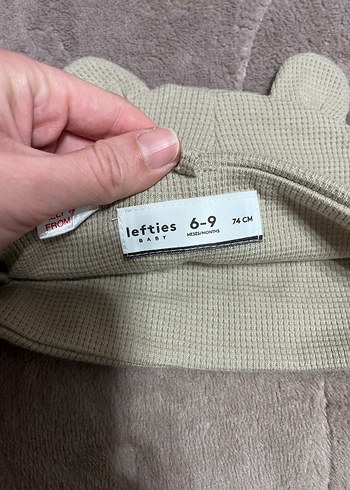 FROM
lefties
BABY
6-9
MESES/MONTHS
74 CM